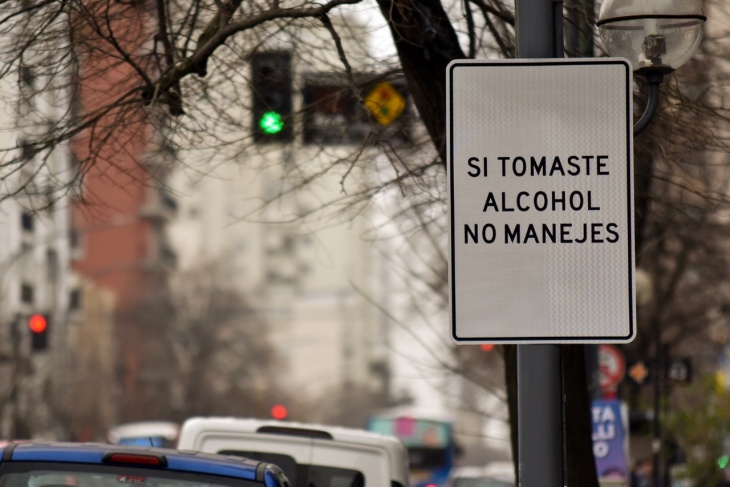 SI TOMASTE
ALCOHOL
NO MANEJES